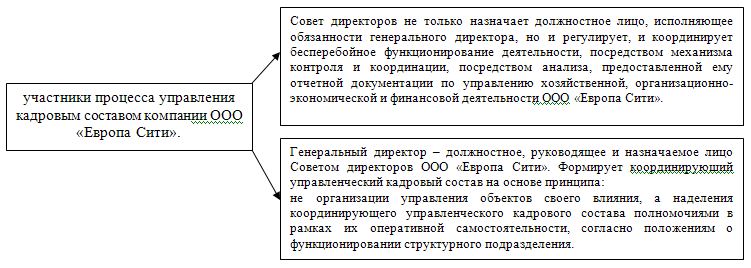 участники процесса управления
кадровым составом компании ООО
«Европа Сити».
Совет директоров не только назначает должностное лицо, исполняющее
обязанности генерального директора, но и регулирует, и координирует
бесперебойное функционирование деятельности, посредством механизма
контроля и координации, посредством анализа, предоставленной ему
отчетной документации по управлению хозяйственной, организационно-
экономической и финансовой деятельности ООО «Европа Сити».
Генеральный директор – должностное, руководящее и назначаемое лицо
Советом директоров ООО «Европа Сити». Формирует координирующий
управленческий кадровый состав на основе принципа:
не организации управления объектов своего влияния, а наделения
координирующего управленческого кадрового состава полномочиями в
рамках их оперативной самостоятельности, согласно положениям о
функционировании структурного подразделения.